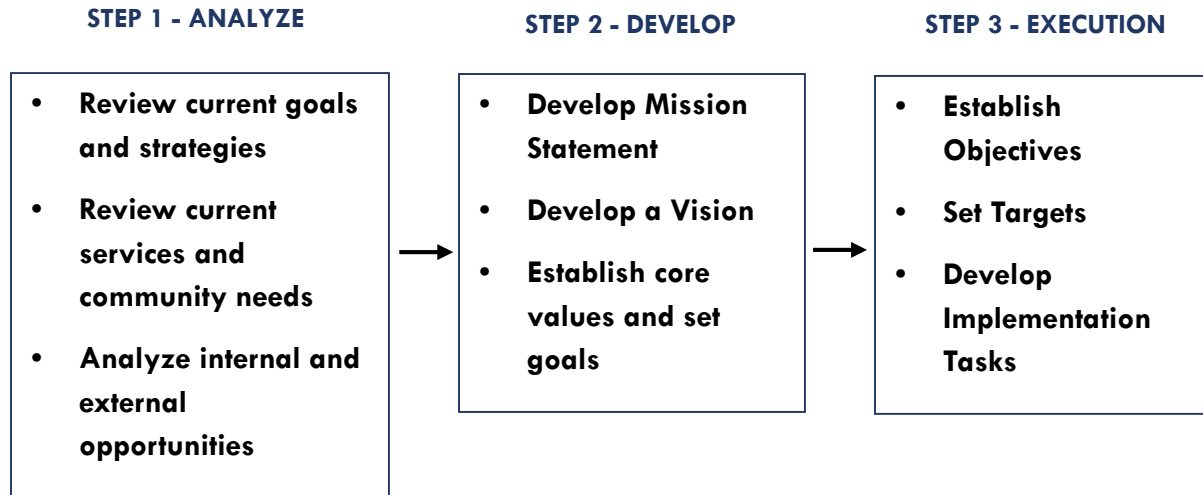 STEP 1 - ANALYZE
• Review current goals
and strategies
• Review current
services and
community needs
• Analyze internal and
external
opportunities
STEP 2 - DEVELOP
• Develop Mission
Statement
• Develop a Vision
• Establish core
values and set
goals
STEP 3 - EXECUTION
• Establish
Objectives
• Set Targets
• Develop
Implementation
Tasks